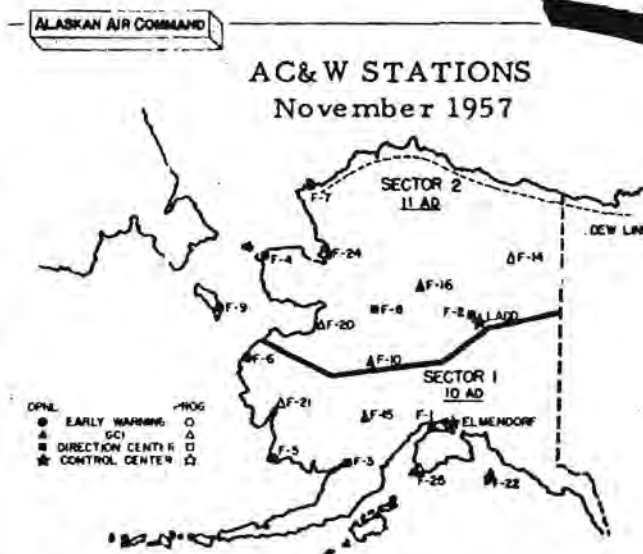 ALASKAN AIR COMMAND
AC&W STATIONS
November 1957
SECTOR 2
11 AD
F-7
DEW LINE
F-4
F-24
F-14
F-16
F-9
F-8
F-2
LADD
F-20
F-6
F-10
SECTOR 1
10 AD
F-21
F-15
F-1
ELMENDORF
OPNL PROG
EARLY WARNING
GCI
DIRECTION CENTER
CONTROL CENTER
F-5
F-3
F-25
F-22